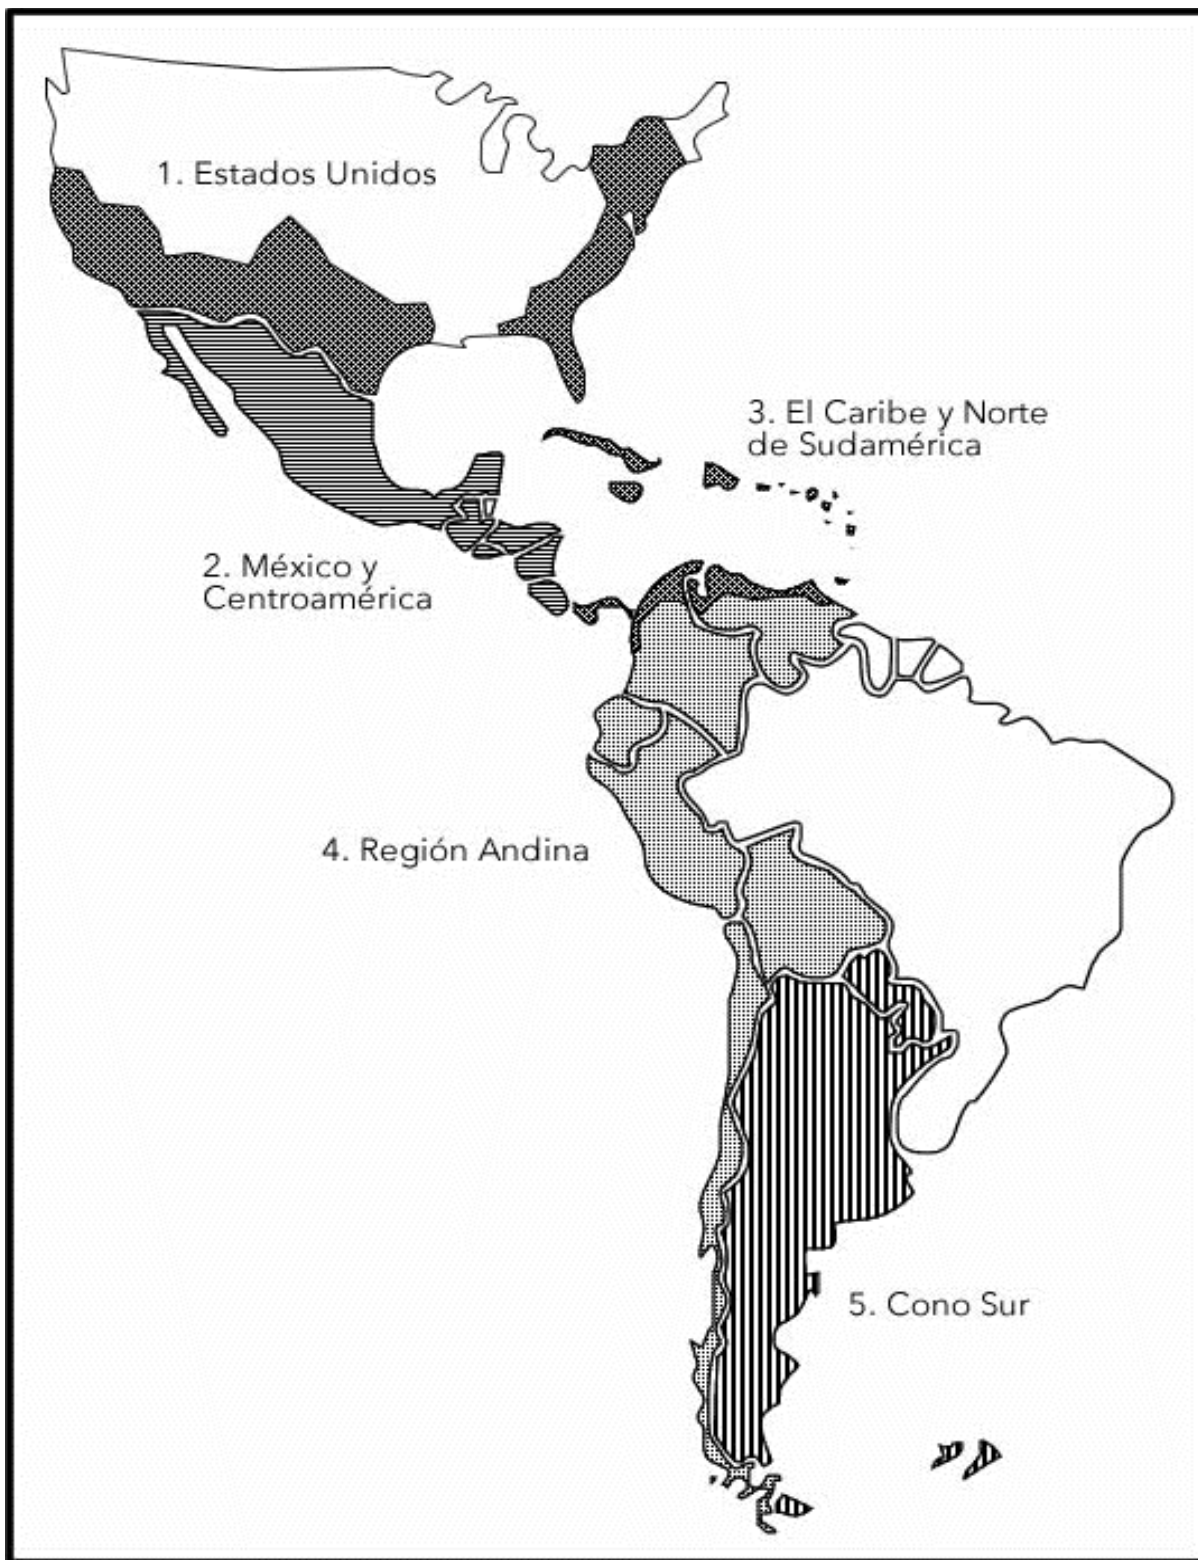 1. Estados Unidos
3. El Caribe y Norte
de Sudamérica
2. México y
Centroamérica
4. Región Andina
5. Cono Sur